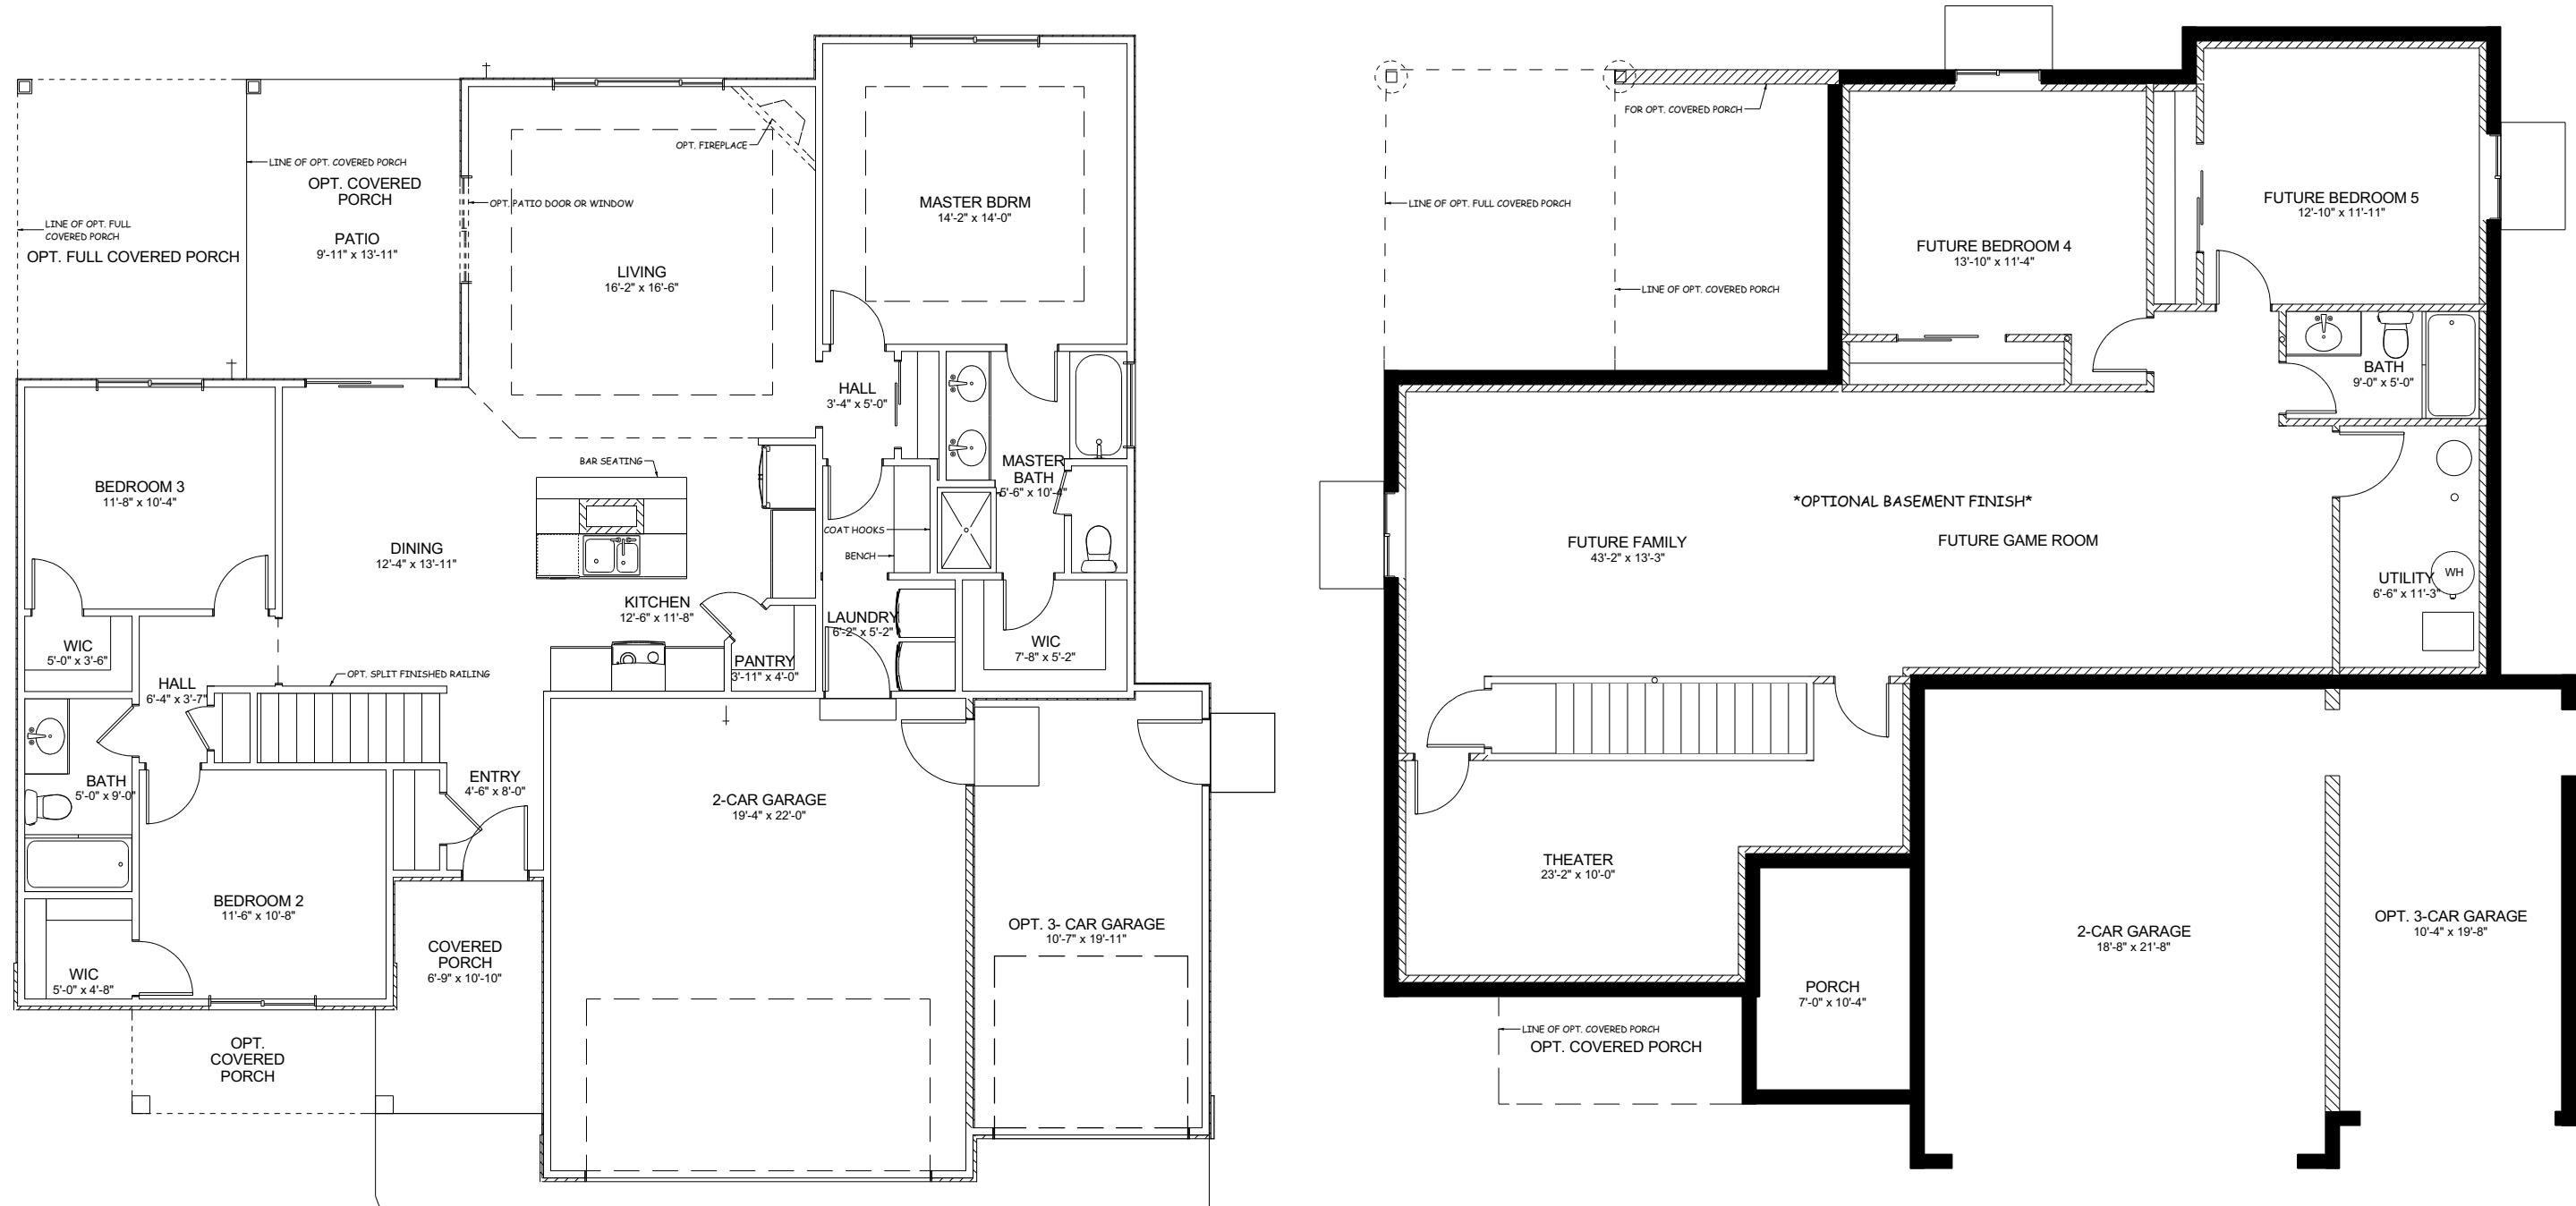 LINE OF OPT. COVERED PORCH
OPT. COVERED
PORCH
LINE OF OPT. FULL
COVERED PORCH
OPT. FULL COVERED PORCH
PATIO
9'-11" x 13'-11"
OPT. PATIO DOOR OR WINDOW
OPT. FIREPLACE
LIVING
16'-2" x 16'-6"
MASTER BDRM
14'-2" x 14'-0"
HALL
3'-4" x 5'-0"
BAR SEATING
MASTER
BATH
5'-6" x 10'-4"
BEDROOM 3
11'-8" x 10'-4"
COAT HOOKS
BENCH
DINING
12'-4" x 13'-11"
KITCHEN
12'-6" x 11'-8"
LAUNDRY
6'-2" x 5'-2"
WIC
5'-0" x 3'-6"
WIC
7'-8" x 5'-2"
PANTRY
3'-11" x 4'-0"
OPT. SPLIT FINISHED RAILING
HALL
6'-4" x 3'-7"
BATH
5'-0" x 9'-0"
ENTRY
4'-6" x 8'-0"
2-CAR GARAGE
19'-4" x 22'-0"
BEDROOM 2
11'-6" x 10'-8"
OPT. 3- CAR GARAGE
10'-7" x 19'-11"
COVERED
PORCH
6'-9" x 10'-10"
WIC
5'-0" x 4'-8"
OPT.
COVERED
PORCH
FOR OPT. COVERED PORCH
LINE OF OPT. FULL COVERED PORCH
LINE OF OPT. COVERED PORCH
FUTURE BEDROOM 4
13'-10" x 11'-4"
FUTURE BEDROOM 5
12'-10" x 11'-11"
BATH
9'-0" x 5'-0"
*OPTIONAL BASEMENT FINISH*
FUTURE FAMILY
43'-2" x 13'-3"
FUTURE GAME ROOM
WH
UTILITY
6'-6" x 11'-3"
THEATER
23'-2" x 10'-0"
2-CAR GARAGE
18'-8" x 21'-8"
OPT. 3-CAR GARAGE
10'-4" x 19'-8"
PORCH
7'-0" x 10'-4"
LINE OF OPT. COVERED PORCH
OPT. COVERED PORCH